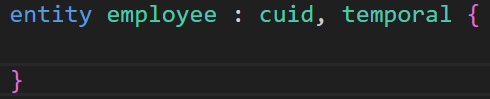 entity employee : cuid, temporal {
}